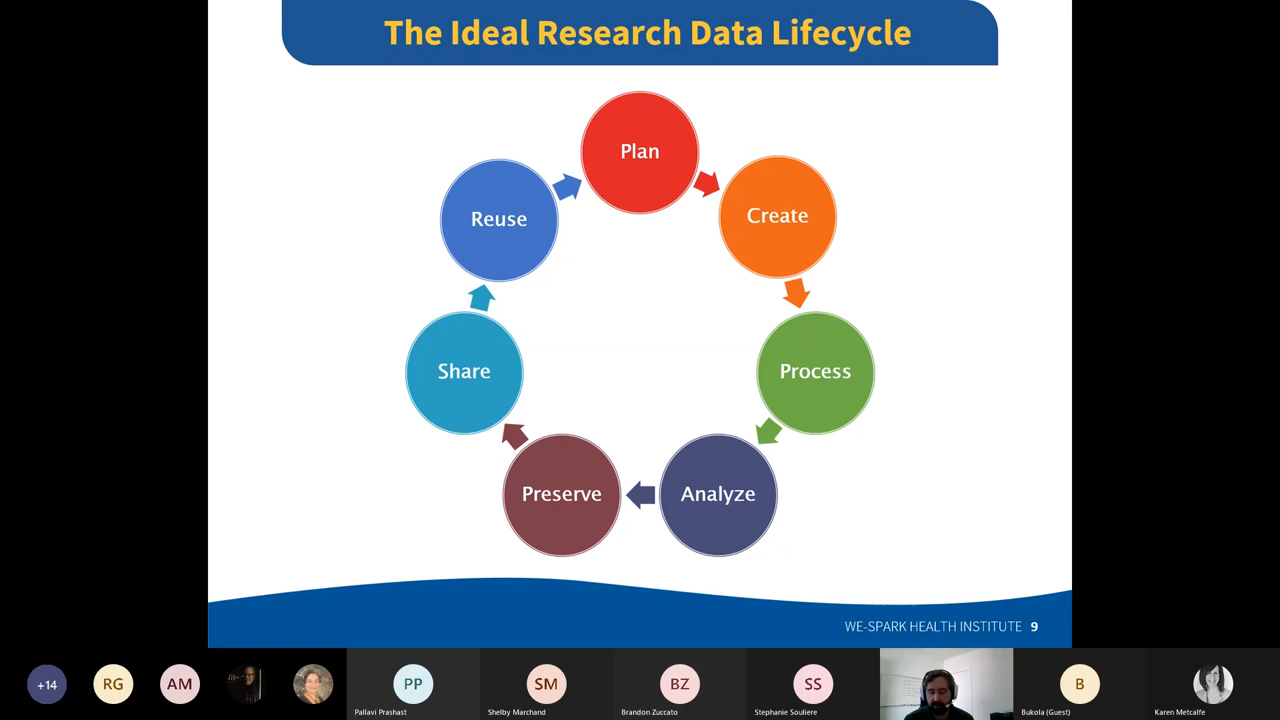 The Ideal Research Data Lifecycle
Plan
Create
Process
Analyze
Preserve
Share
Reuse
WE-SPARK HEALTH INSTITUTE 9
+14
RG
AM
PP
SM
BZ
SS
B
Pallavi Prashast
Shelby Marchand
Brandon Zuccato
Stephanie Souliere
Bukola (Guest)
Karen Metcalfe